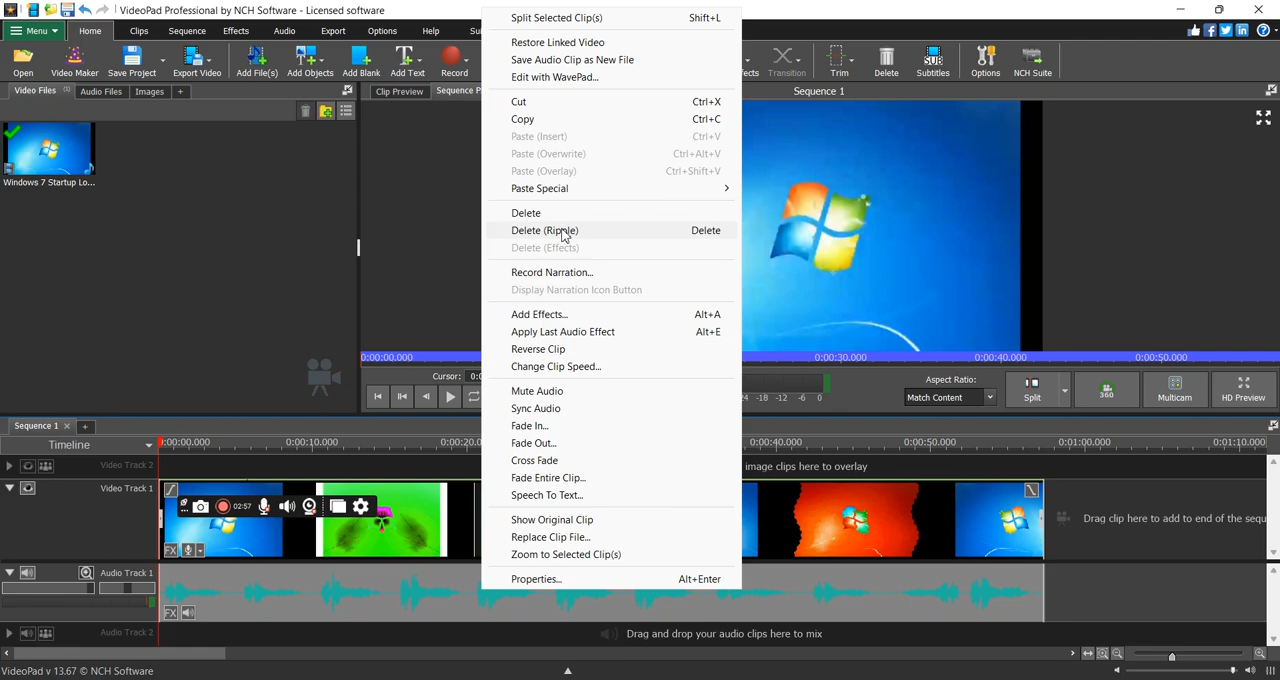 VideoPad Professional by NCH Software - Licensed software
Menu Home Clips Sequence Effects Audio Export Options Help
Open Video Maker Save Project Export Video Add File(s) Add Objects Add Blank Add Text Record Transition Trim Delete Subtitles Options NCH Suite
SUB
Video Files (1) Audio Files Images +
Windows 7 Startup Lo...
Clip Preview
Sequence 1
0:00:00.000 0:00:30.000 0:00:40.000 0:00:50.000
Cursor:
-18 -12 -6 0
Aspect Ratio:
Match Content
Split 360 Multicam HD Preview
Split Selected Clip(s) Shift+L
Restore Linked Video
Save Audio Clip as New File
Edit with WavePad...
Cut Ctrl+X
Copy Ctrl+C
Paste (Insert) Ctrl+V
Paste (Overwrite) Ctrl+Alt+V
Paste (Overlay) Ctrl+Shift+V
Paste Special
Delete
Delete (Ripple) Delete
Delete (Effects)
Record Narration...
Display Narration Icon Button
Add Effects... Alt+A
Apply Last Audio Effect Alt+E
Reverse Clip
Change Clip Speed...
Mute Audio
Sync Audio
Fade In...
Fade Out...
Cross Fade
Fade Entire Clip...
Speech To Text...
Show Original Clip
Replace Clip File...
Zoom to Selected Clip(s)
Properties... Alt+Enter
Sequence 1 × +
Timeline 0:00:00.000 0:00:10.000 0:00:40.000 0:00:50.000 0:01:00.000 0:01:10.000
Video Track 2 image clips here to overlay
Video Track 1
02:57
FX
Drag clip here to add to end of the sequ
Audio Track 1
FX
Audio Track 2 Drag and drop your audio clips here to mix
VideoPad v 13.67 © NCH Software